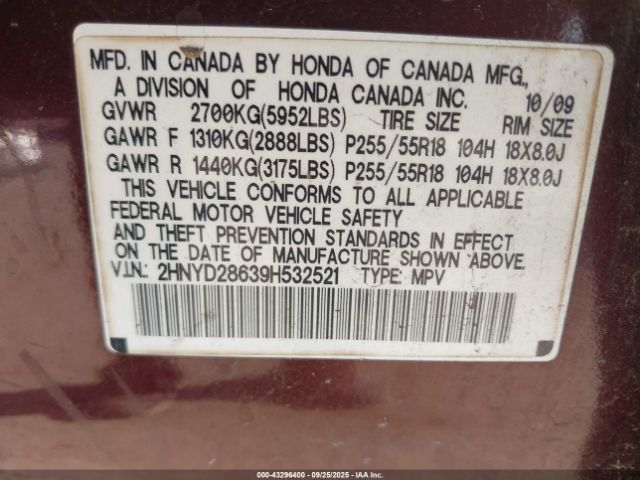 MFD. IN CANADA BY HONDA OF CANADA MFG.,
A DIVISION OF HONDA CANADA INC. 10/09
GVWR 2700KG(5952LBS) TIRE SIZE RIM SIZE
GAWR F 1310KG(2888LBS) P255/55R18 104H 18X8.0J
GAWR R 1440KG(3175LBS) P255/55R18 104H 18X8.0J
THIS VEHICLE CONFORMS TO ALL APPLICABLE
FEDERAL MOTOR VEHICLE SAFETY
AND THEFT PREVENTION STANDARDS IN EFFECT
ON THE DATE OF MANUFACTURE SHOWN ABOVE.
V.I.N.: 2HNYD28639H532521 TYPE: MPV
000-43296400 - 09/25/2025 - IAAI COPYRIGHT